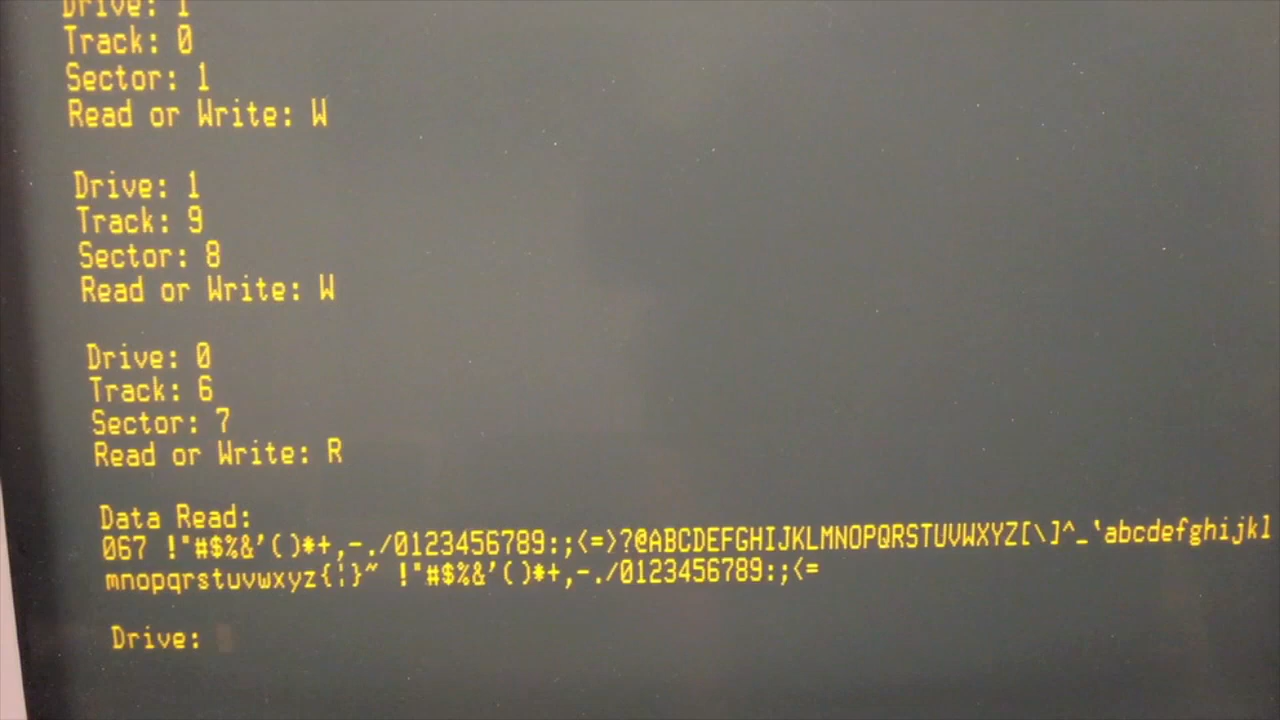 Drive: 1
Track: 0
Sector: 1
Read or Write: W
Drive: 1
Track: 9
Sector: 8
Read or Write: W
Drive: 0
Track: 6
Sector: 7
Read or Write: R
Data Read:
067 !"#$%&'()*+,-./0123456789:;<=>?@ABCDEFGHIJKLMNOPQRSTUVWXYZ[\]^_`abcdefghijkl
mnopqrstuvwxyz{¦}~ !"#$%&'()*+,-./0123456789:;<=
Drive: